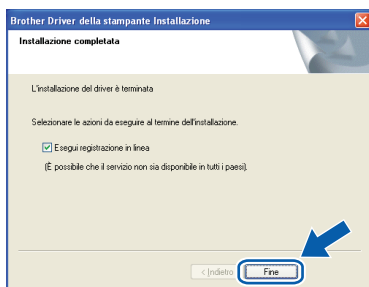 Brother Driver della stampante Installazione
Installazione completata
L'installazione del driver è terminata
Selezionare le azioni da eseguire al termine dell'installazione.
Esegui registrazione in linea
(È possibile che il servizio non sia disponibile in tutti i paesi).
< Indietro
Fine